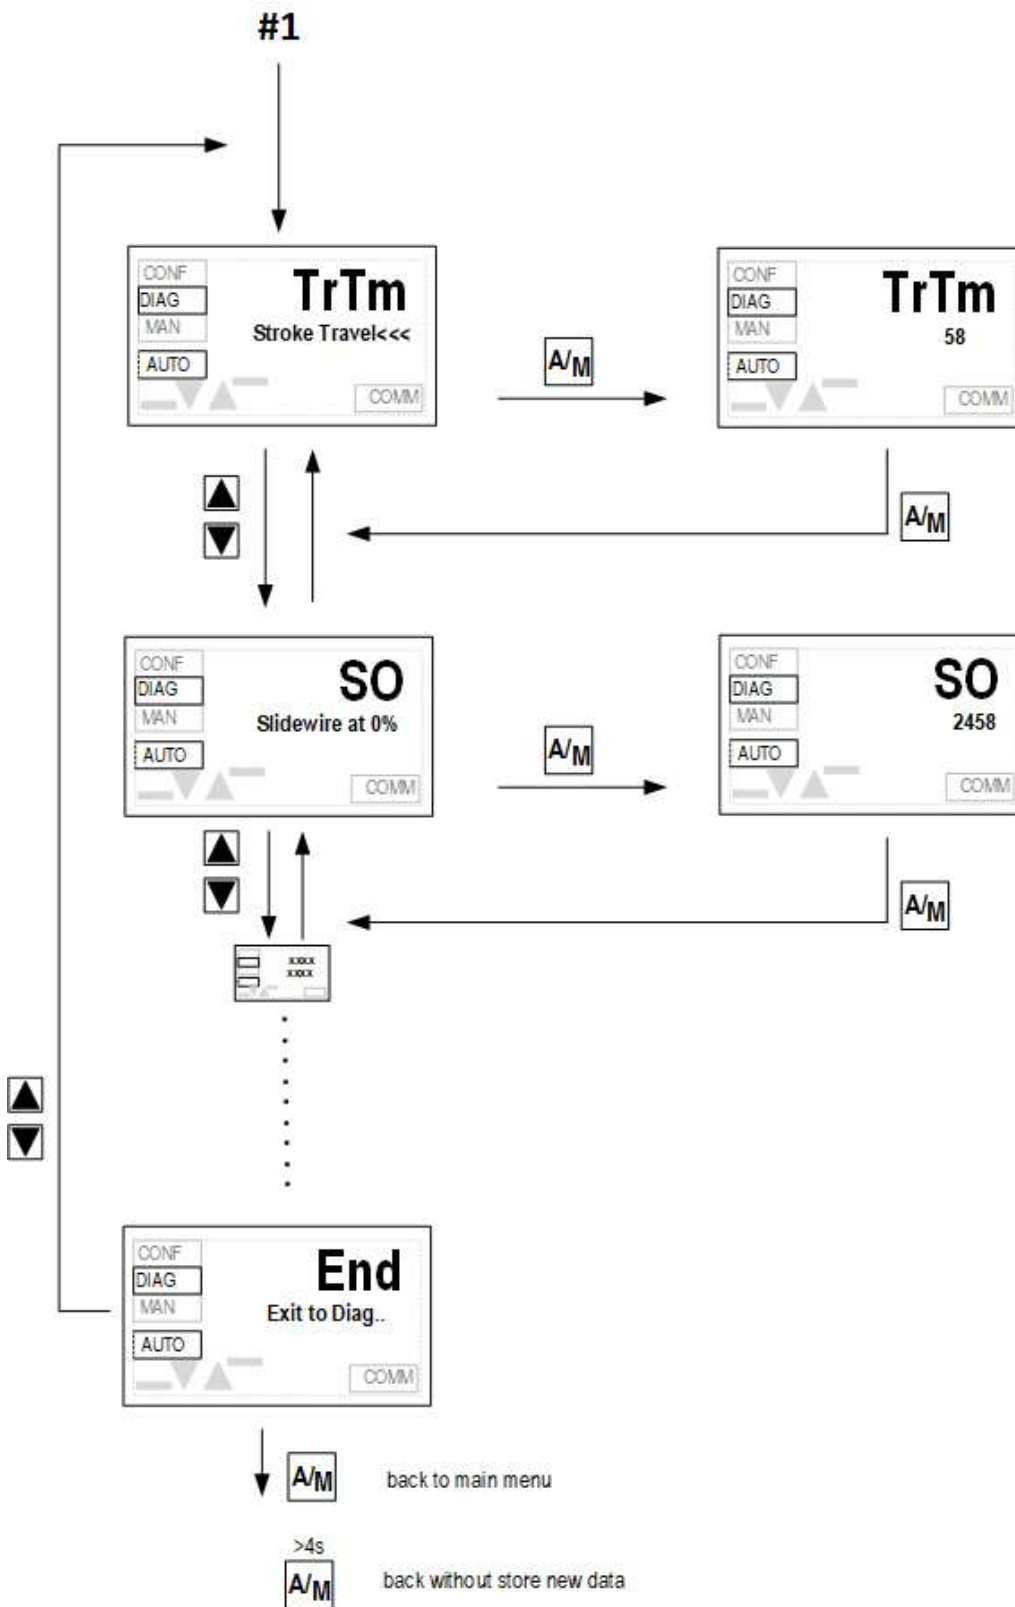 #1
CONF
DIAG
MAN
AUTO
TrTm
Stroke Travel<<<
COMM
A/M
CONF
DIAG
MAN
AUTO
TrTm
58
COMM
A/M
CONF
DIAG
MAN
AUTO
SO
Slidewire at 0%
COMM
A/M
CONF
DIAG
MAN
AUTO
SO
2458
COMM
A/M
xxxx
xxxx
CONF
DIAG
MAN
AUTO
End
Exit to Diag..
COMM
A/M back to main menu
>4s
A/M back without store new data